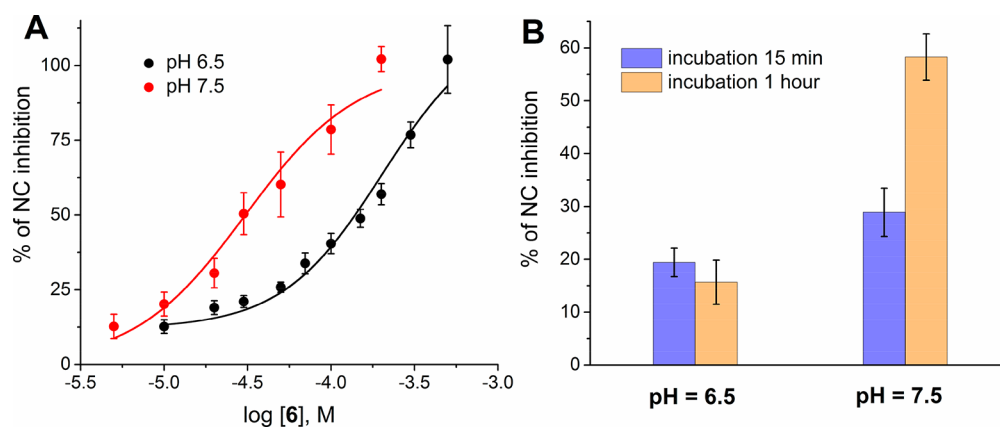 A
pH 6.5
pH 7.5
% of NC inhibition
100
75
50
25
0
-5.5 -5.0 -4.5 -4.0 -3.5 -3.0
log [6], M
B
incubation 15 min
incubation 1 hour
% of NC inhibition
60
50
40
30
20
10
0
pH = 6.5 pH = 7.5